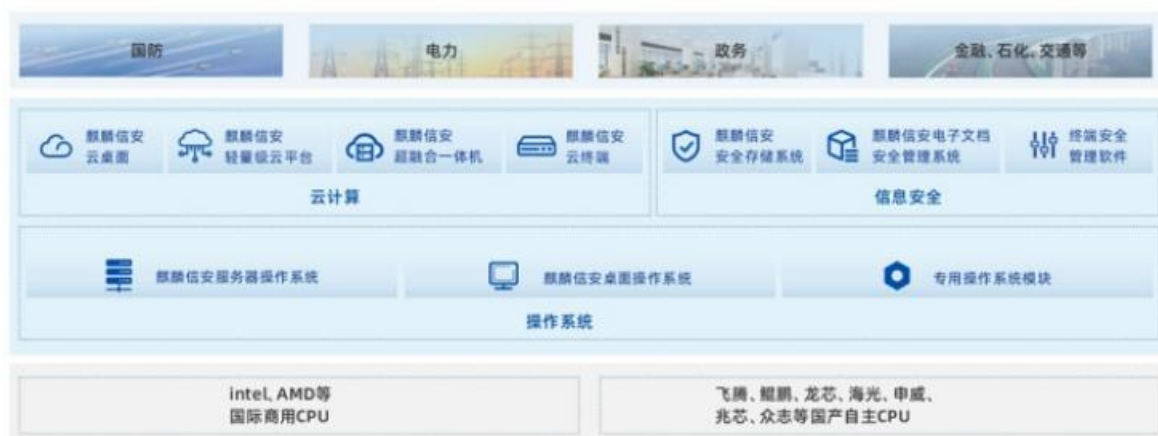 国防
电力
政务
金融、石化、交通等
麒麟信安
云桌面
麒麟信安
轻量级云平台
麒麟信安
超融合一体机
麒麟信安
云终端
云计算
麒麟信安
安全存储系统
麒麟信安电子文档
安全管理系统
终端安全
管理软件
信息安全
麒麟信安服务器操作系统
麒麟信安桌面操作系统
专用操作系统模块
操作系统
intel、AMD等
国际商用CPU
飞腾、鲲鹏、龙芯、海光、申威、
兆芯、众志等国产自主CPU